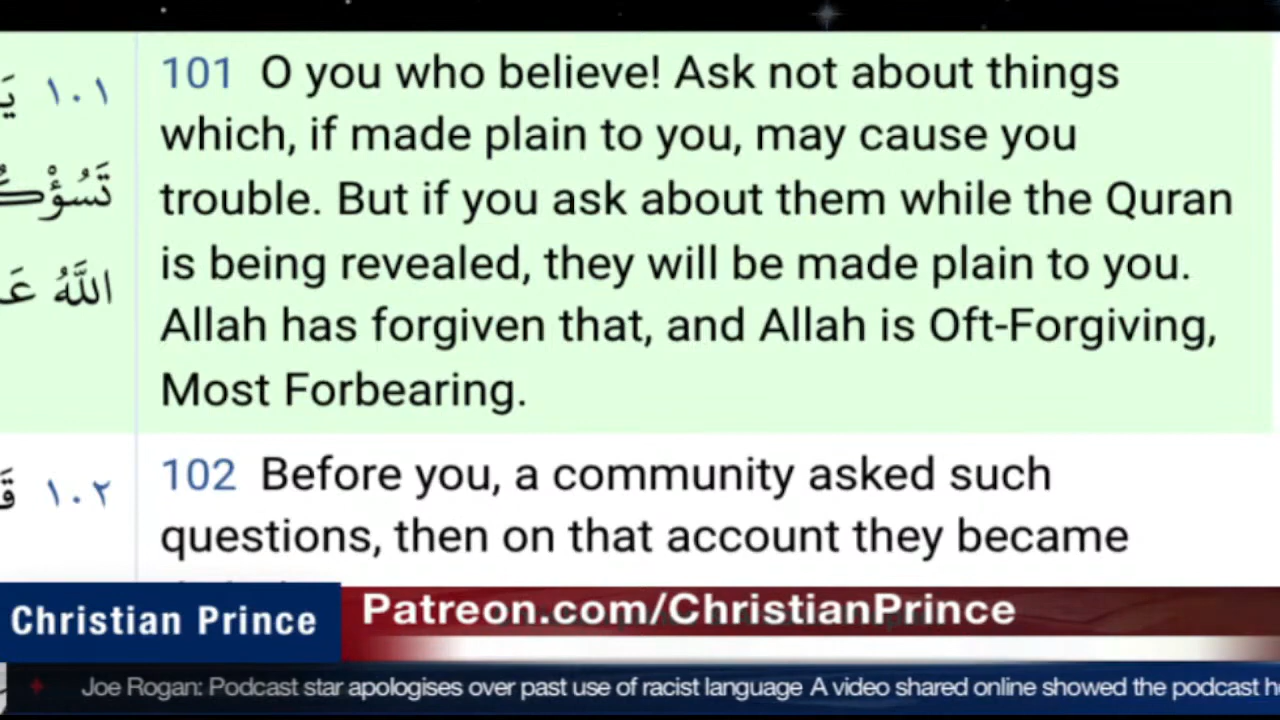 101 O you who believe! Ask not about things
which, if made plain to you, may cause you
trouble. But if you ask about them while the Quran
is being revealed, they will be made plain to you.
Allah has forgiven that, and Allah is Oft-Forgiving,
Most Forbearing.
١٠١
اللَّهُ
102 Before you, a community asked such
questions, then on that account they became
١٠٢
Christian Prince
Patreon.com/ChristianPrince
Joe Rogan: Podcast star apologises over past use of racist language A video shared online showed the podcast